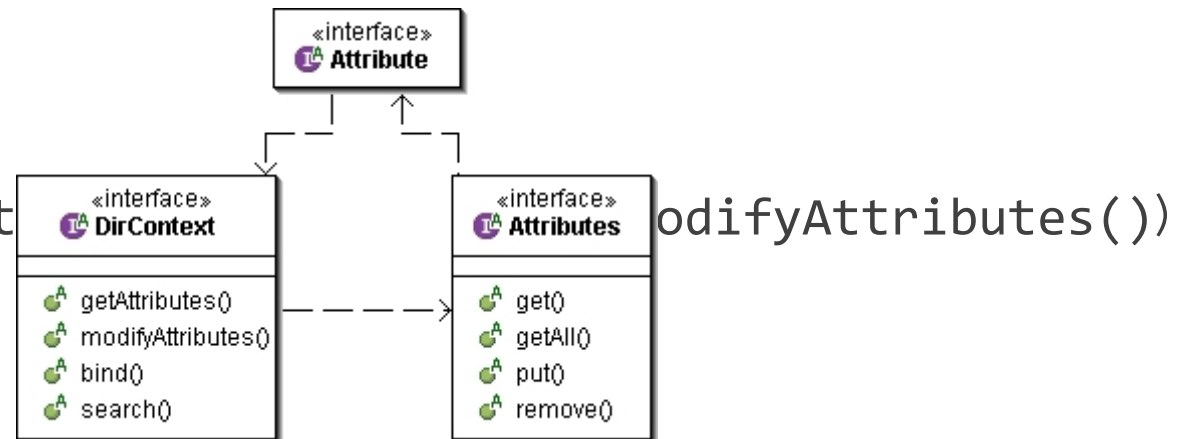 «interface»
Attribute
«interface»
DirContext
getAttributes()
modifyAttributes()
bind()
search()
«interface»
Attributes
get()
getAll()
put()
remove()
odifyAttributes())